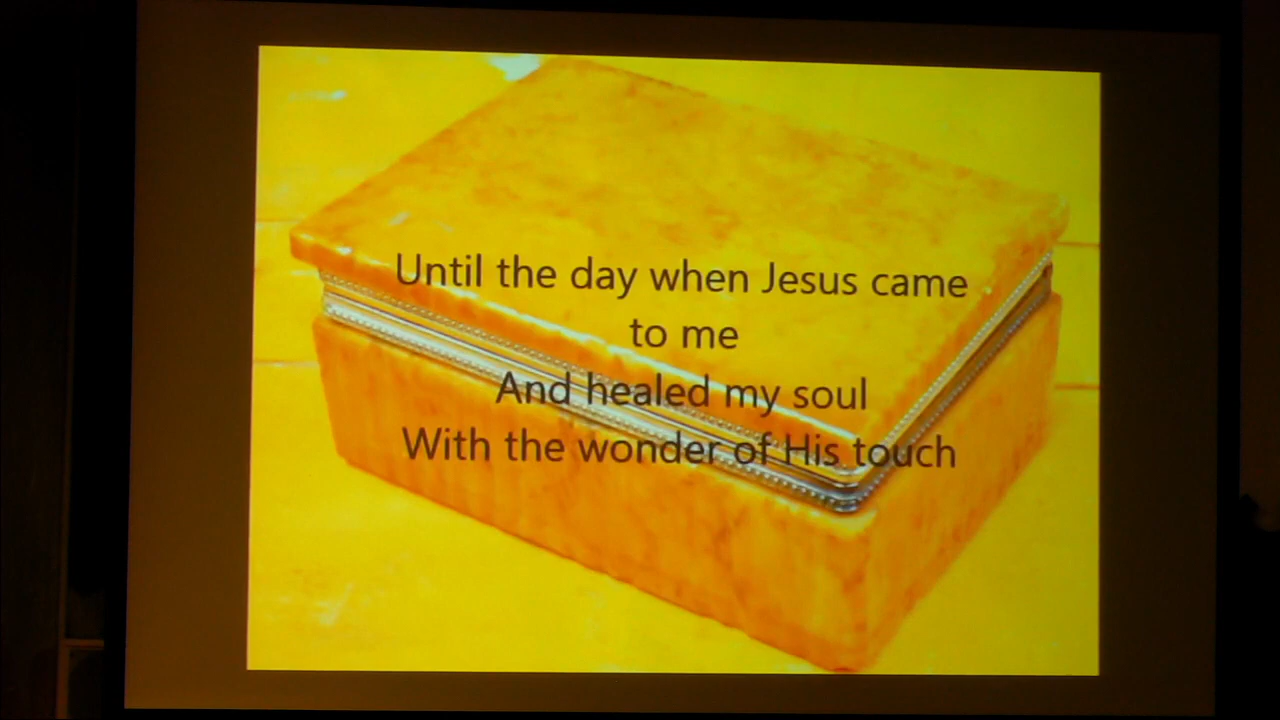 Until the day when Jesus came
to me
And healed my soul
With the wonder of His touch